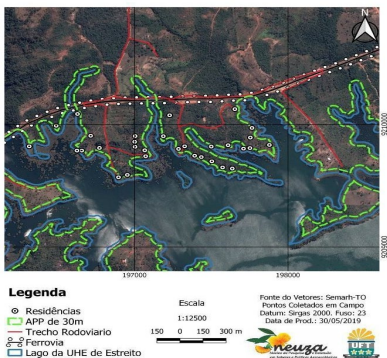 N
9210000
9209000
197000
198000
Legenda
Residências
APP de 30m
Trecho Rodoviario
Ferrovia
Lago da UHE de Estreito
Escala
1:12500
150 0 150 300 m
Fonte do Vetores: Semarh-TO
Pontos Coletados em Campo
Datum: Sirgas 2000. Fuso: 23
Data de Prod.: 30/05/2019
neuza
UFT